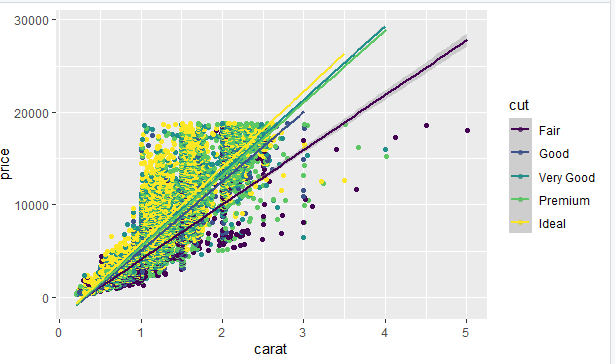 30000
20000
10000
0
price
0
1
2
3
4
5
carat
cut
Fair
Good
Very Good
Premium
Ideal